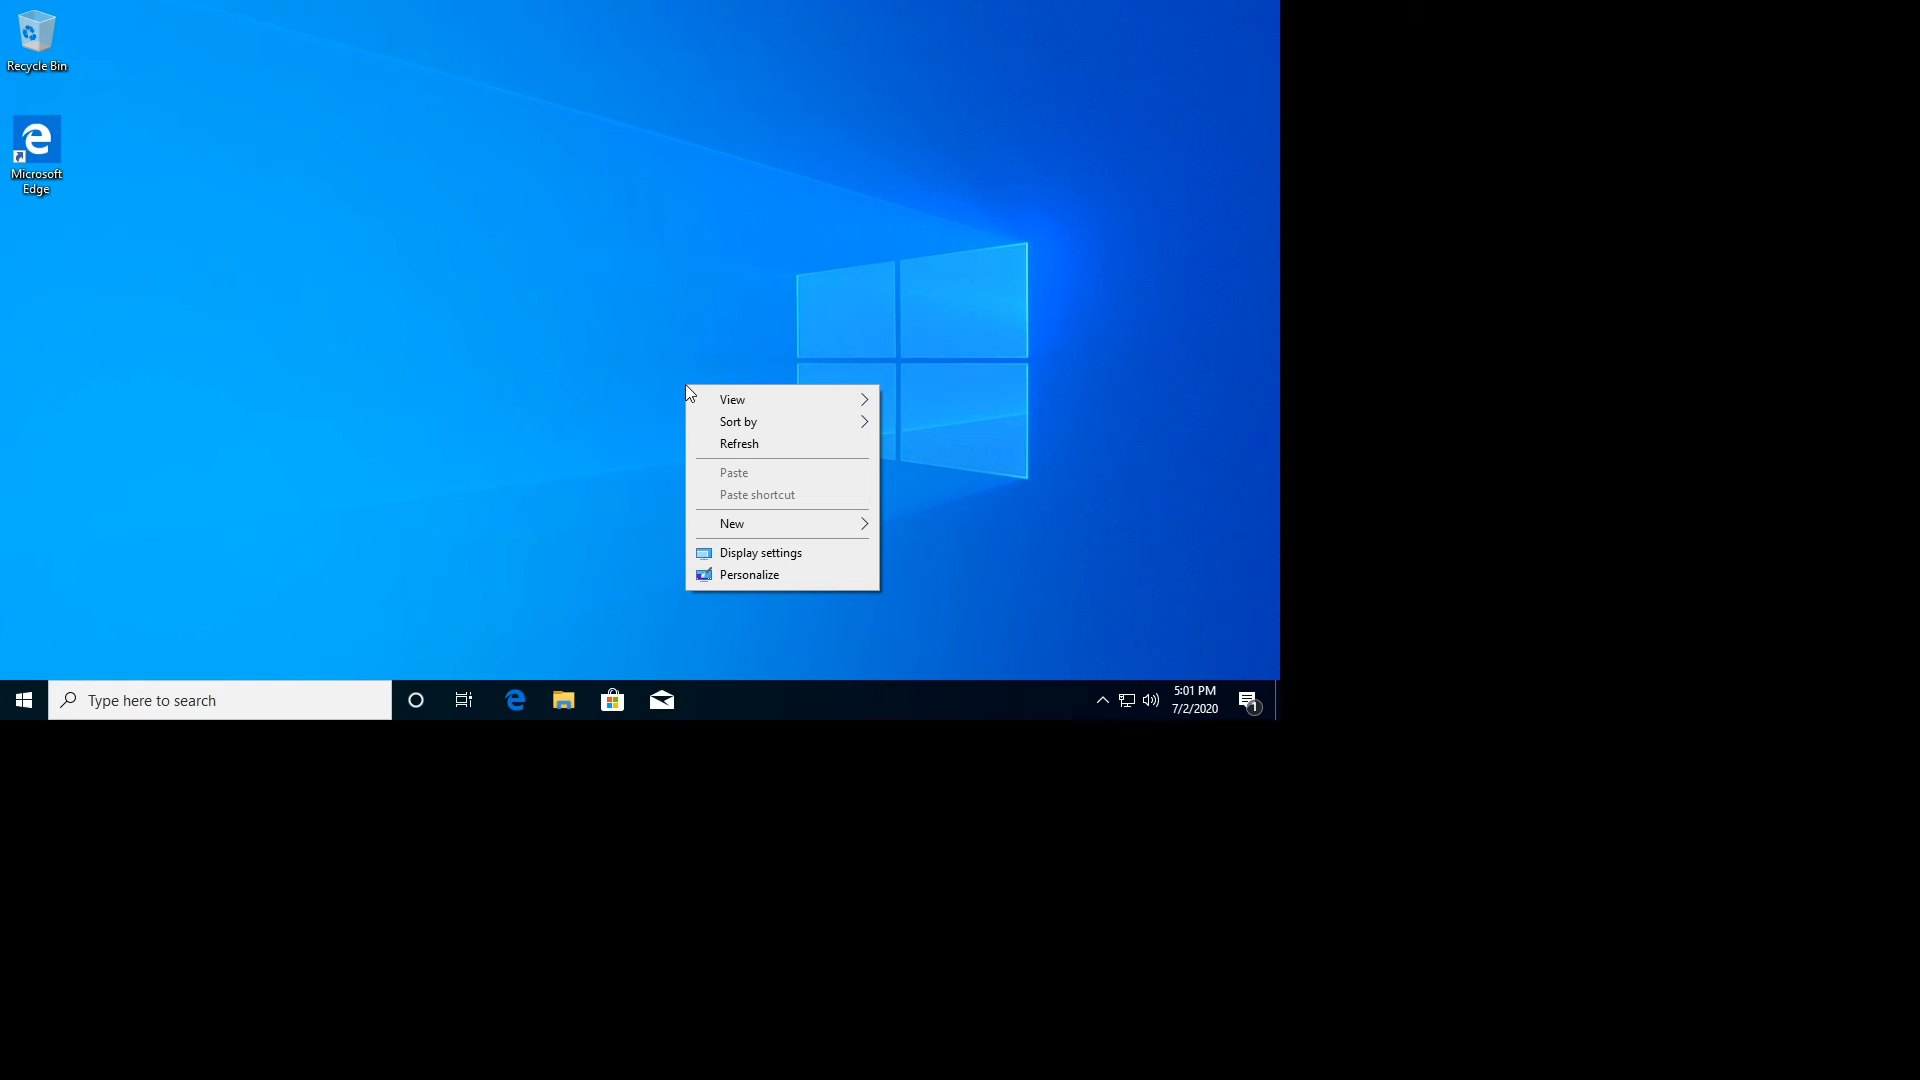 Recycle Bin
Microsoft
Edge
View
Sort by
Refresh
Paste
Paste shortcut
New
Display settings
Personalize
Type here to search
5:01 PM
7/2/2020
1